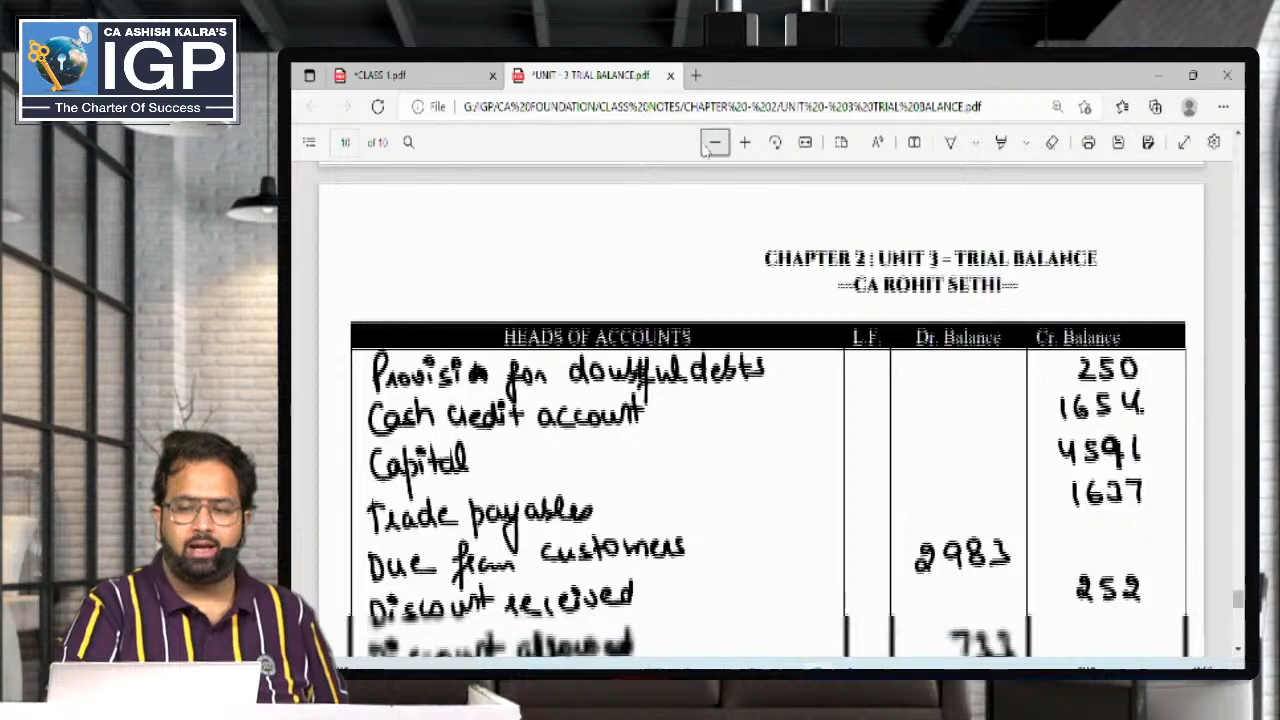 CA ASHISH KALRA'S
IGP
The Charter Of Success
*CLASS 1.pdf
*UNIT - 3 TRIAL BALANCE.pdf
File G:/IGP/CA%20FOUNDATION/CLASS%20NOTES/CHAPTER%20-%202/UNIT%20-%203%20TRIAL%20BALANCE.pdf
10 of 10
CHAPTER 2 : UNIT 3 – TRIAL BALANCE
CA ROHIT SETHI
HEADS OF ACCOUNTS L.F. Dr. Balance Cr. Balance
Provision for doubtful debts 250
Cash credit account 1654
Capital 4591
Trade payables 1637
Due from customers 2983
Discount received 252
Discount allowed 733